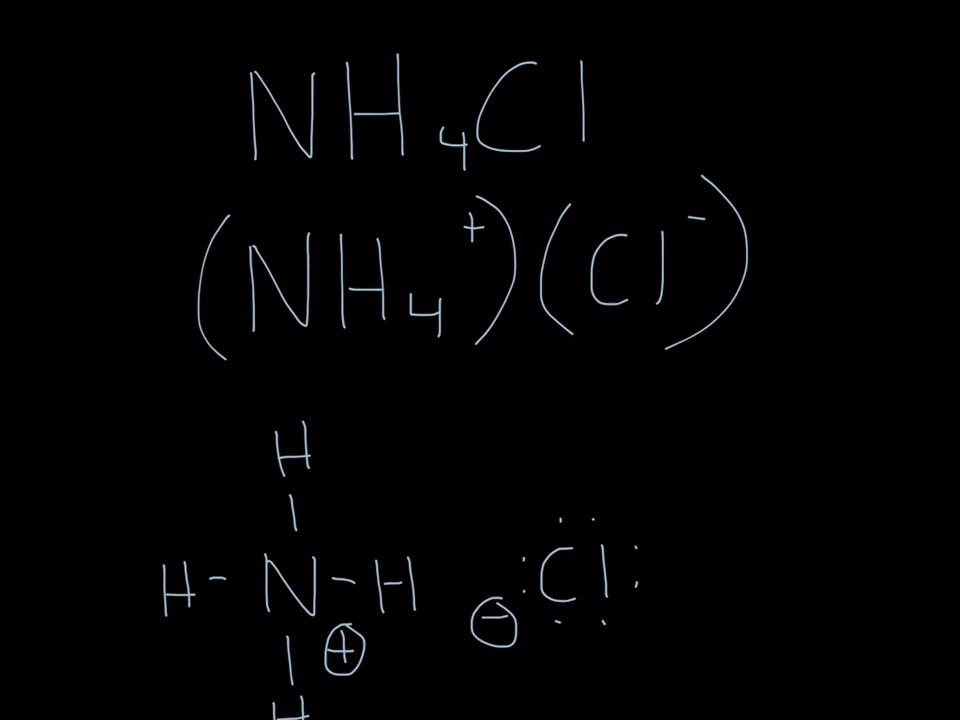 NH₄Cl
(NH₄⁺)(Cl⁻)
H
|
H - N - H :Cl:
⊕ ⊖
|
H